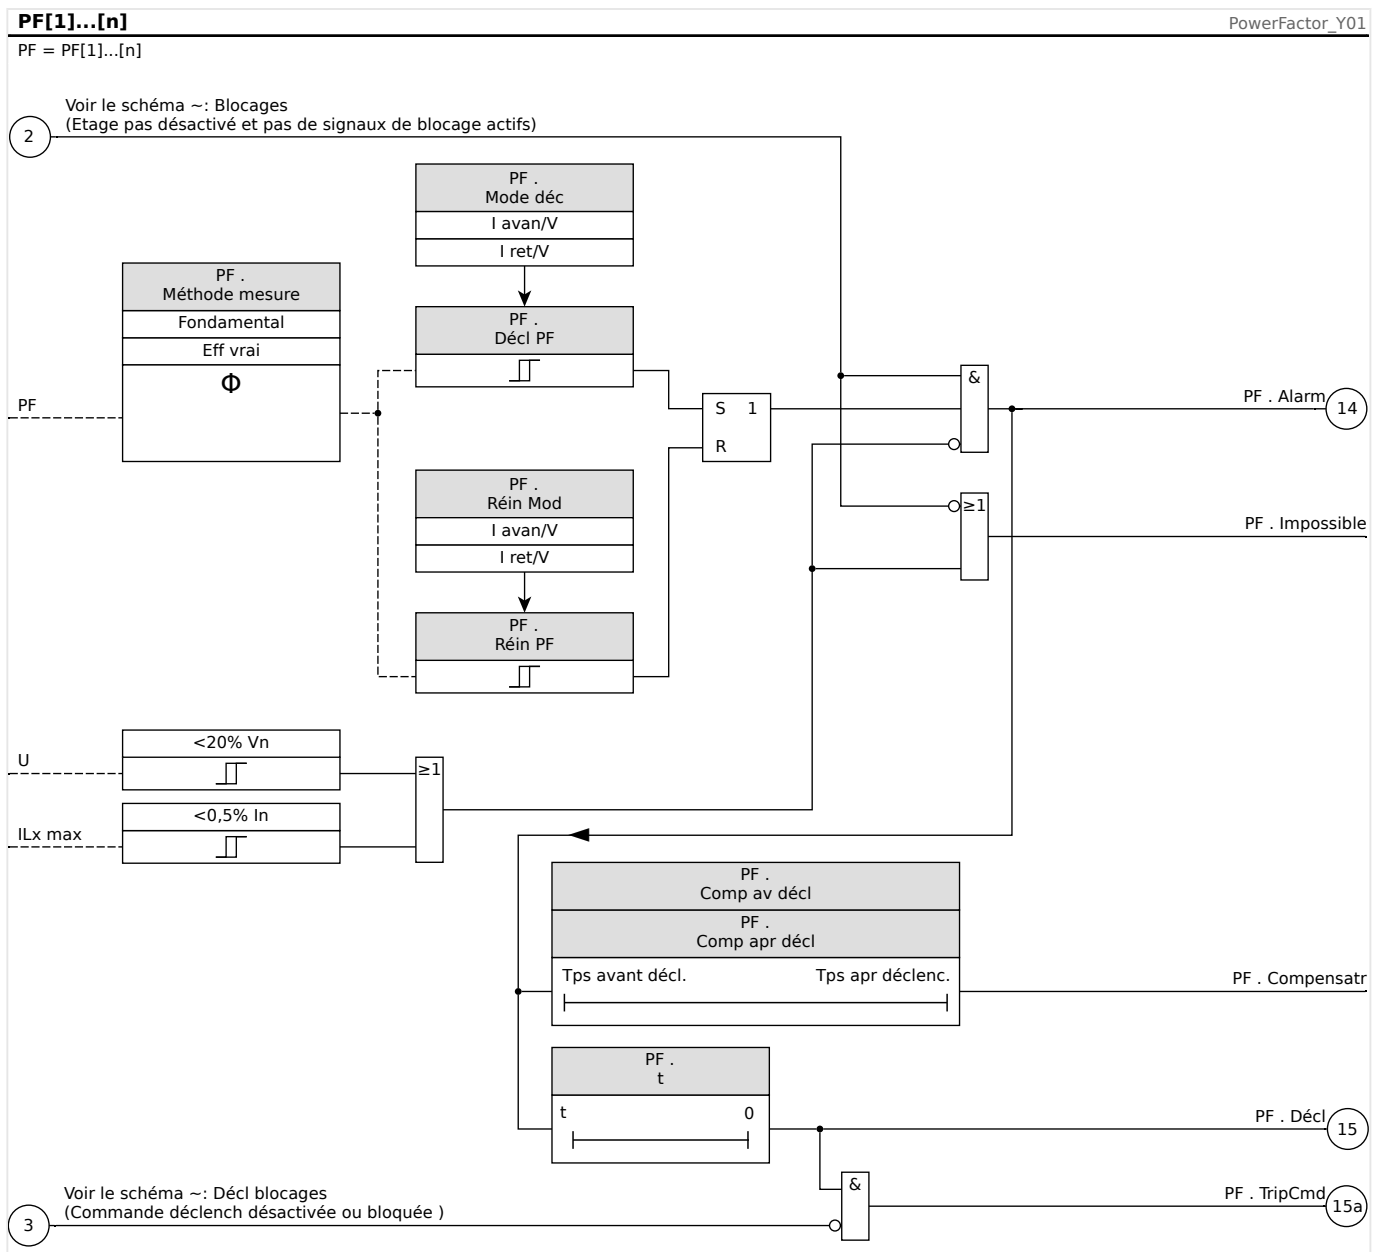 PF[1]...[n]
PowerFactor_Y01
PF = PF[1]...[n]
Voir le schéma ~: Blocages
(Etage pas désactivé et pas de signaux de blocage actifs)
2
PF .
Mode déc
I avan/V
I ret/V
PF .
Méthode mesure
Fondamental
Eff vrai
Φ
PF
PF .
Décl PF
S 1
R
&
PF . Alarm
14
PF .
Réin Mod
I avan/V
I ret/V
≥1
PF . Impossible
PF .
Réin PF
U
<20% Vn
≥1
ILx max
<0,5% In
PF .
Comp av décl
PF .
Comp apr décl
Tps avant décl.
Tps apr déclenc.
PF . Compensatr
PF .
t
t
0
PF . Décl
15
&
PF . TripCmd
15a
Voir le schéma ~: Décl blocages
(Commande déclench désactivée ou bloquée )
3